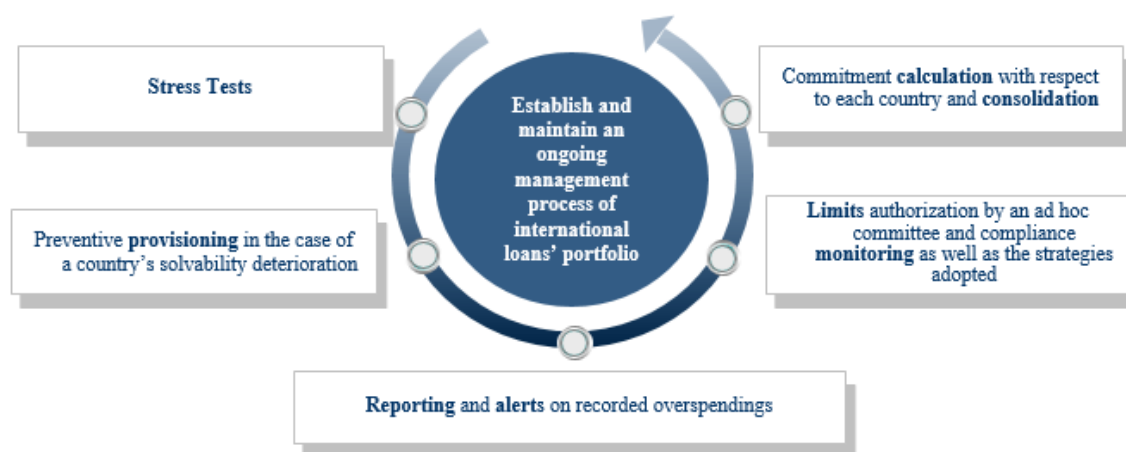 Stress Tests
Preventive provisioning in the case of
a country's solvability deterioration
Establish and
maintain an
ongoing
management
process of
international
loans' portfolio
Commitment calculation with respect
to each country and consolidation
Limits authorization by an ad hoc
committee and compliance
monitoring as well as the strategies
adopted
Reporting and alerts on recorded overspendings